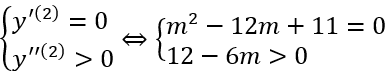 {y′⁽²⁾ = 0 ⇔ {m² − 12m + 11 = 0
{y′′⁽²⁾ > 0 {12 − 6m > 0